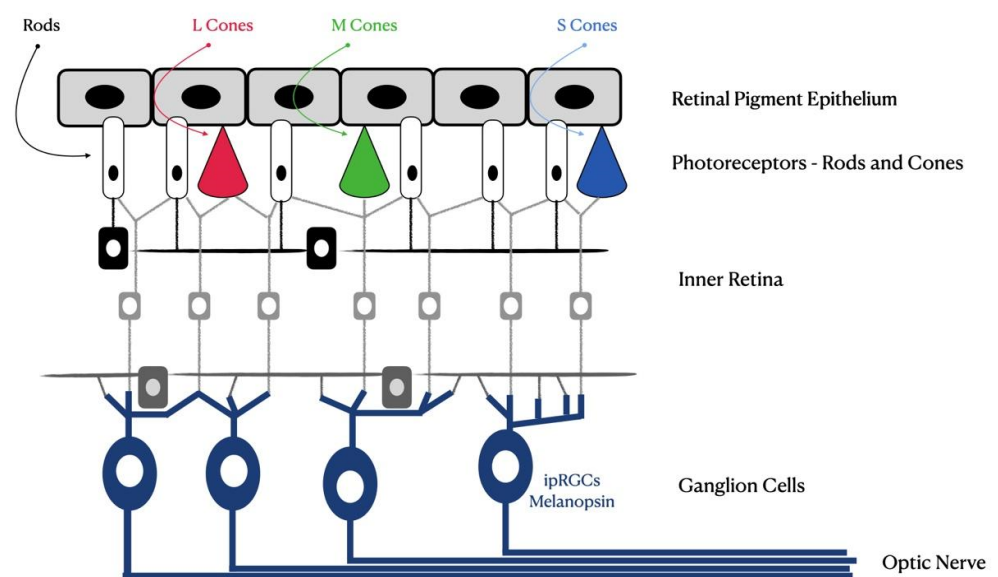 Rods
L Cones
M Cones
S Cones
Retinal Pigment Epithelium
Photoreceptors - Rods and Cones
Inner Retina
ipRGCs
Melanopsin
Ganglion Cells
Optic Nerve